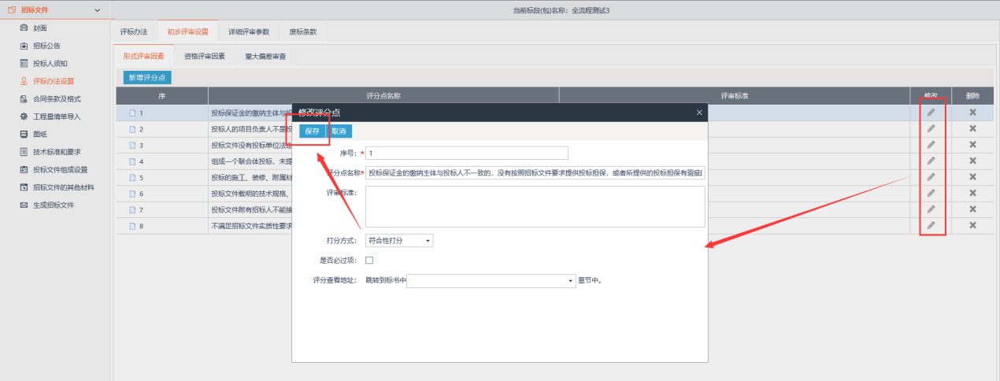 招标文件
当前标段(包)名称：全流程测试3
封面
招标公告
投标人须知
评标办法设置
合同条款及格式
工程量清单导入
图纸
技术标准和要求
投标文件组成设置
招标文件的其他材料
生成招标文件
评标办法 初步评审设置 详细评审参数 废标条款
形式评审因素 资格评审因素 重大偏差审查
新增评分点
序 评分点名称 评审标准 修改 删除
1 投标保证金的缴纳主体与投
2 投标人的项目负责人不是投
3 投标文件没有投标单位法定
4 组成一个联合体投标，未提
5 投标的施工、装修、附属材
6 投标文件载明的技术规格、
7 投标文件附有招标人不能接
8 不满足招标文件实质性要求
修改评分点
保存 取消
序号：* 1
评分点名称* 投标保证金的缴纳主体与投标人不一致的，没有按照招标文件要求提供投标担保，或者所提供的投标担保有瑕疵的
评审标准：
打分方式： 符合性打分
是否必过项：
评分查看地址： 跳转到标书中 章节中。